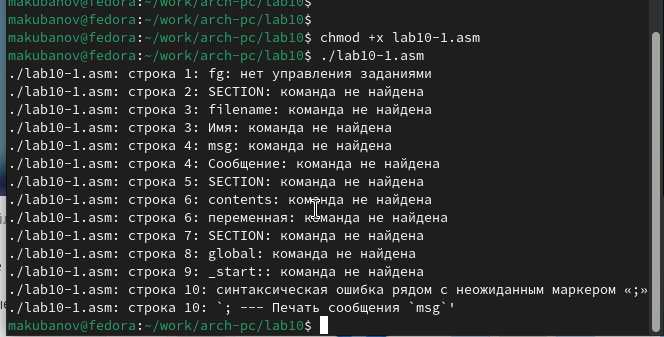 makubanov@fedora:~/work/arch-pc/lab10$
makubanov@fedora:~/work/arch-pc/lab10$
makubanov@fedora:~/work/arch-pc/lab10$ chmod +x lab10-1.asm
makubanov@fedora:~/work/arch-pc/lab10$ ./lab10-1.asm
./lab10-1.asm: строка 1: fg: нет управления заданиями
./lab10-1.asm: строка 2: SECTION: команда не найдена
./lab10-1.asm: строка 3: filename: команда не найдена
./lab10-1.asm: строка 3: Имя: команда не найдена
./lab10-1.asm: строка 4: msg: команда не найдена
./lab10-1.asm: строка 4: Сообщение: команда не найдена
./lab10-1.asm: строка 5: SECTION: команда не найдена
./lab10-1.asm: строка 6: contents: команда не найдена
./lab10-1.asm: строка 6: переменная: команда не найдена
./lab10-1.asm: строка 7: SECTION: команда не найдена
./lab10-1.asm: строка 8: global: команда не найдена
./lab10-1.asm: строка 9: _start:: команда не найдена
./lab10-1.asm: строка 10: синтаксическая ошибка рядом с неожиданным маркером «;»
./lab10-1.asm: строка 10: `; --- Печать сообщения `msg`'
makubanov@fedora:~/work/arch-pc/lab10$